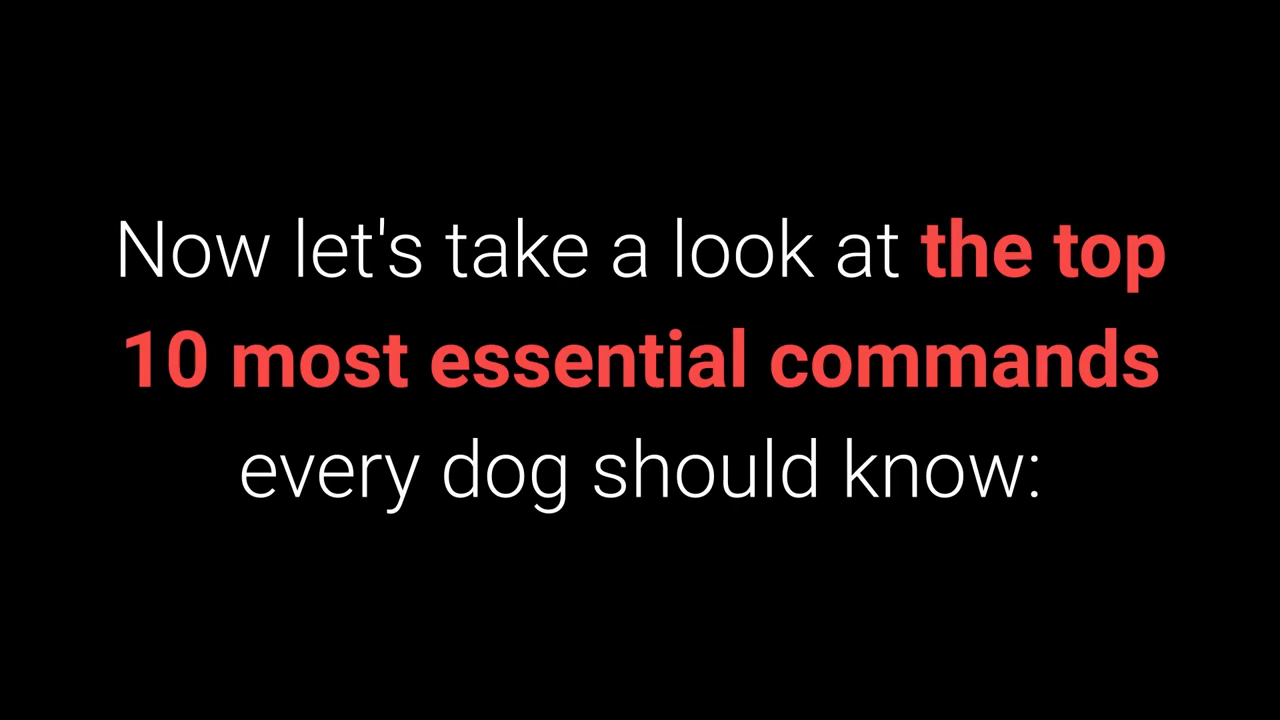 Now let's take a look at the top
10 most essential commands
every dog should know: